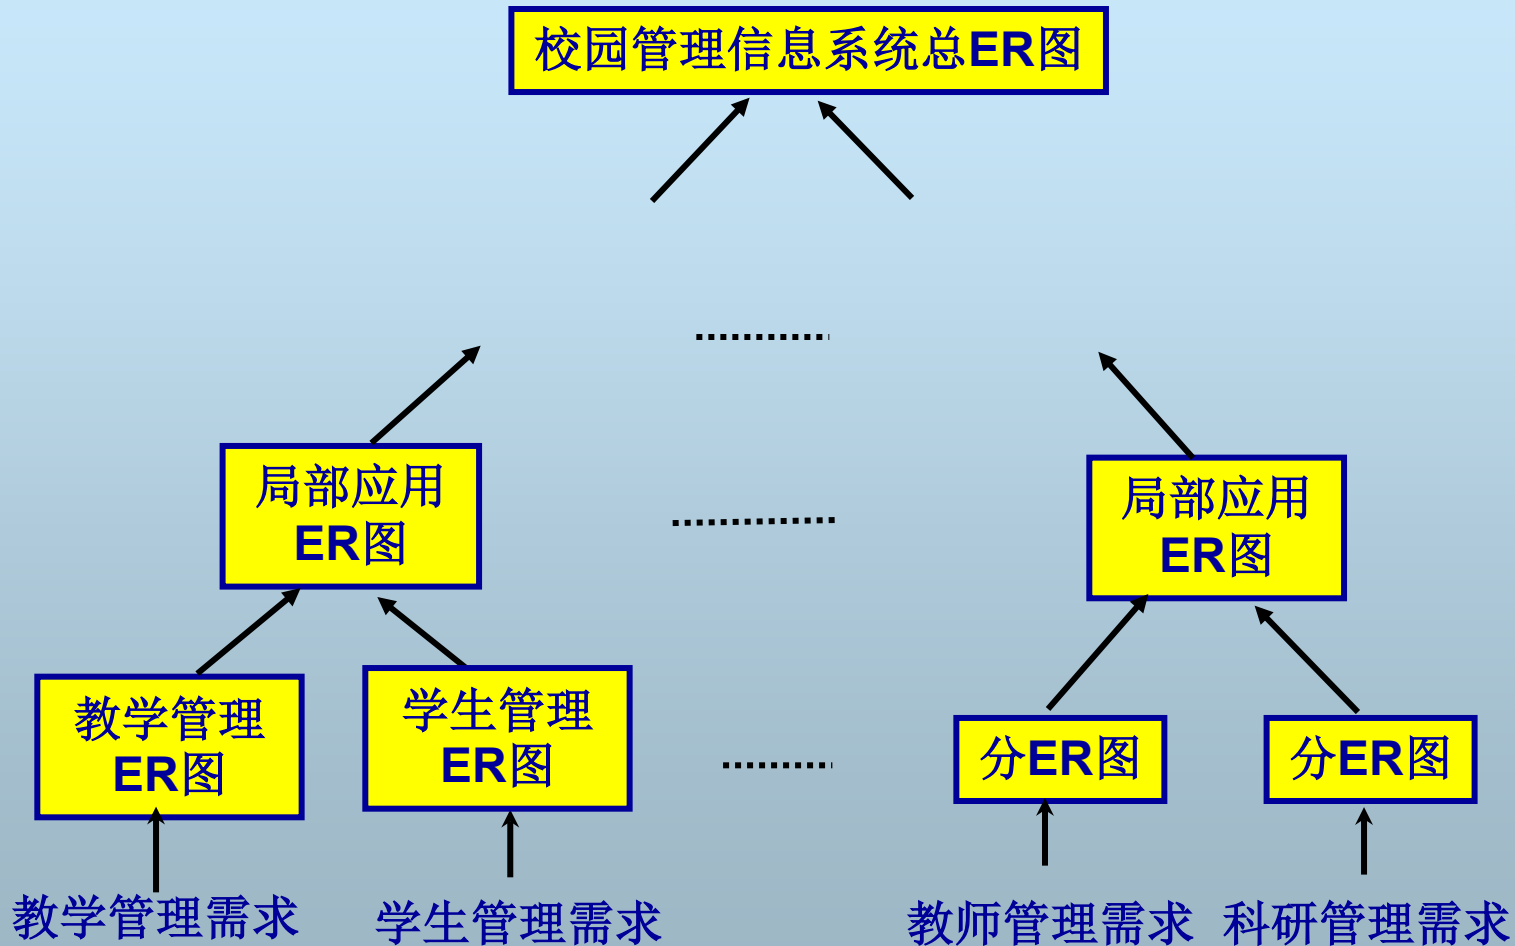 校园管理信息系统总ER图
局部应用
ER图
局部应用
ER图
教学管理
ER图
学生管理
ER图
分ER图
分ER图
教学管理需求
学生管理需求
教师管理需求
科研管理需求